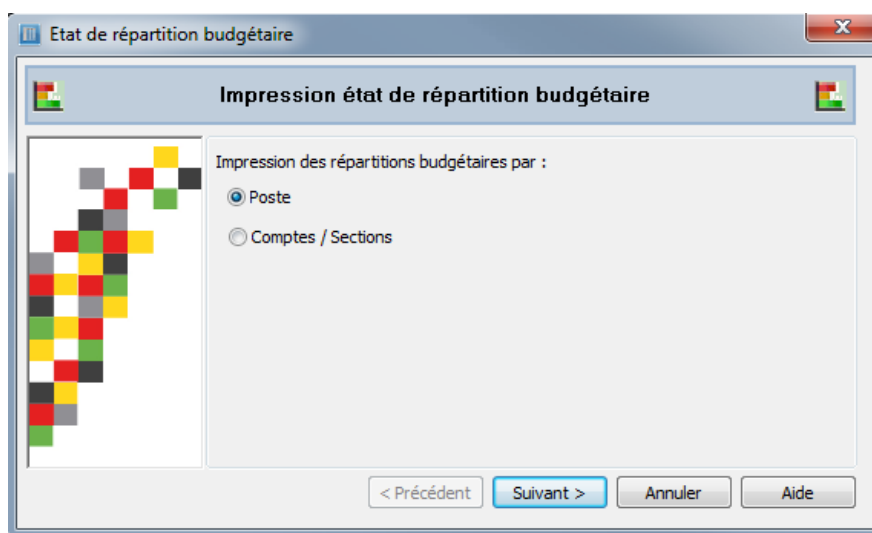 Etat de répartition budgétaire
x
Impression état de répartition budgétaire
Impression des répartitions budgétaires par :
Poste
Comptes / Sections
< Précédent Suivant > Annuler Aide